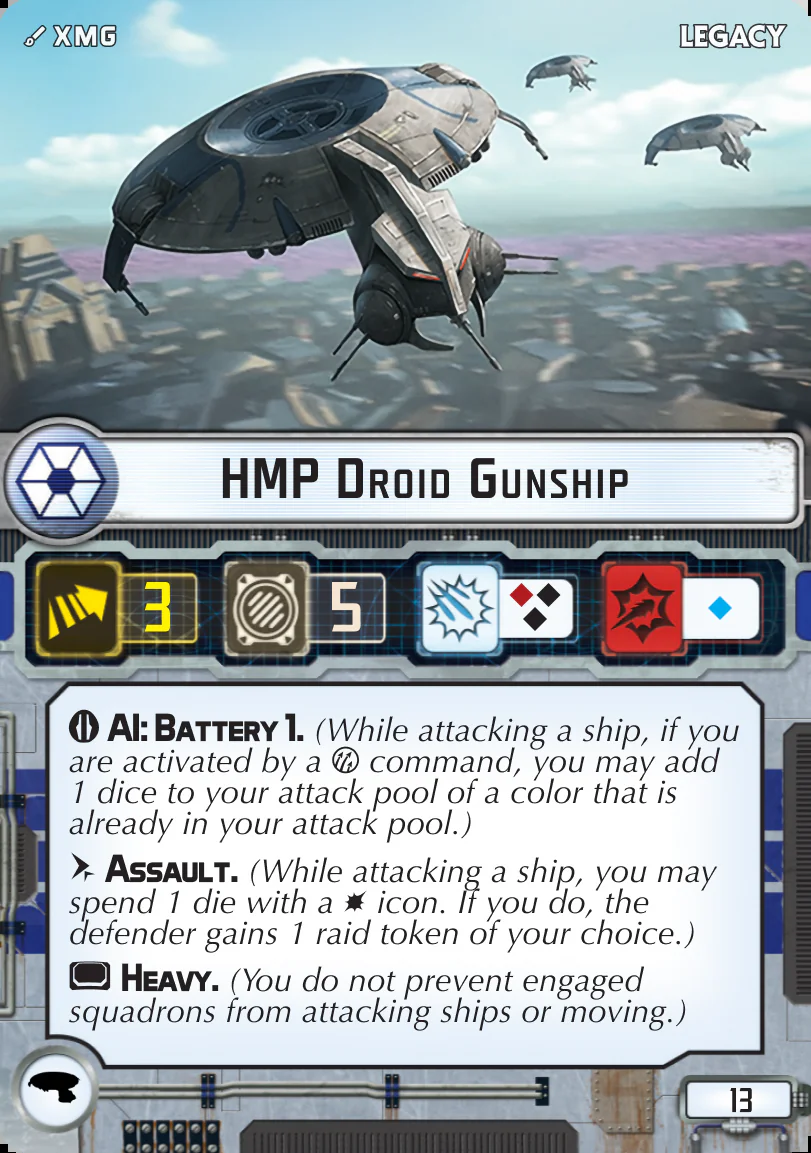 XMG
LEGACY
HMP DROID GUNSHIP
3
5
AI: BATTERY 1. (While attacking a ship, if you
are activated by a command, you may add
1 dice to your attack pool of a color that is
already in your attack pool.)
ASSAULT. (While attacking a ship, you may
spend 1 die with a icon. If you do, the
defender gains 1 raid token of your choice.)
HEAVY. (You do not prevent engaged
squadrons from attacking ships or moving.)
13